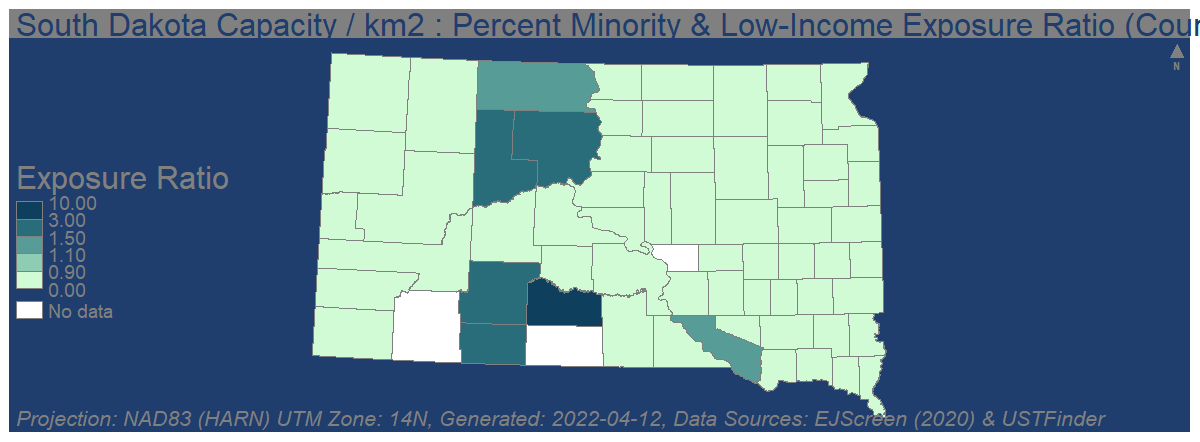 South Dakota Capacity / km2 : Percent Minority & Low-Income Exposure Ratio (Cour
N
Exposure Ratio
10.00
3.00
1.50
1.10
0.90
0.00
No data
Projection: NAD83 (HARN) UTM Zone: 14N, Generated: 2022-04-12, Data Sources: EJScreen (2020) & USTFinder